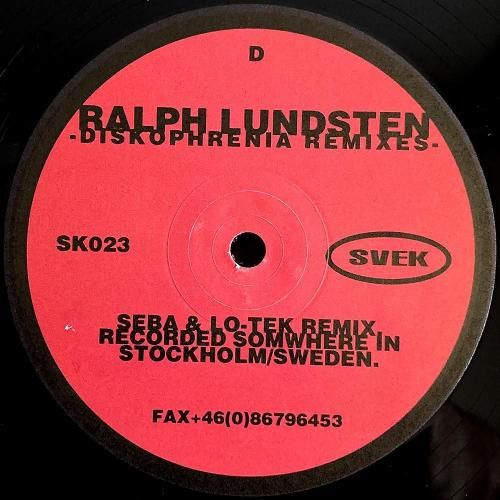 D
RALPH LUNDSTEN
-DISKOPHRENIA REMIXES-
SK023
SVEK
SEBA & LO-TEK REMIX
RECORDED SOMWHERE IN
STOCKHOLM/SWEDEN.
FAX+46(0)86796453